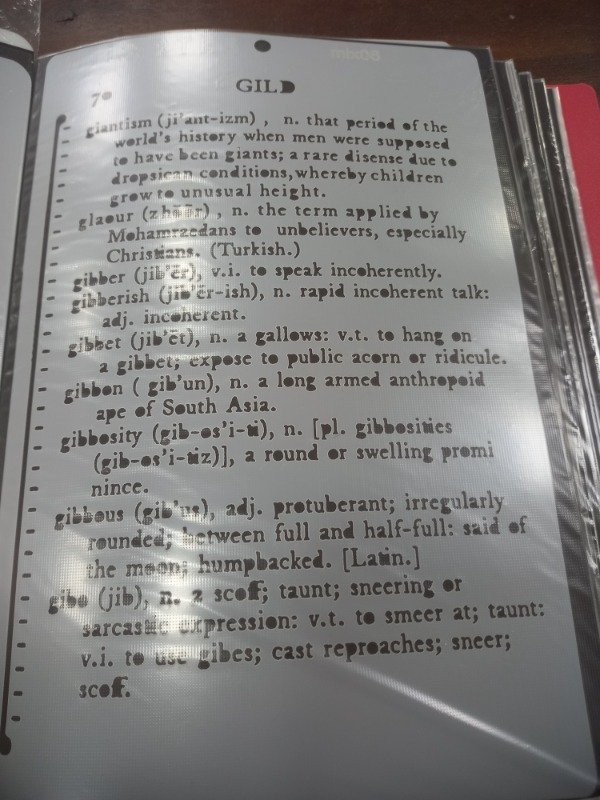 mix06
70
GILD
giantism (ji'ant-izm) , n. that period of the
world's history when men were supposed
to have been giants; a rare disense due to
dropsican conditions, whereby children
grow to unusual height.
glaour , n. the term applied by
Mohamrzedans to unbelievers, especially
Christians. (Turkish.)
gibber (jib'ër), v.i. to speak incoherently.
gibberish (jib'ër-ish), n. rapid incoherent talk:
adj. incoherent.
gibbet (jib'ët), n. a gallows: v.t. to hang on
a gibbet; expose to public acorn or ridicule.
gibbon ( gib'un), n. a long armed anthropoid
ape of South Asia.
gibbosity (gib-os'i-ti), n. [pl. gibbosities
(gib-os'i-tiz)], a round or swelling promi
nince.
gibbous (gib'us), adj. protuberant; irregularly
rounded; between full and half-full: said of
the moon; humpbacked. [Latin.]
gibe (jib), n. a scoff; taunt; sneering or
sarcastic expression: v.t. to smeer at; taunt:
v.i. to use gibes; cast reproaches; sneer;
scoff.